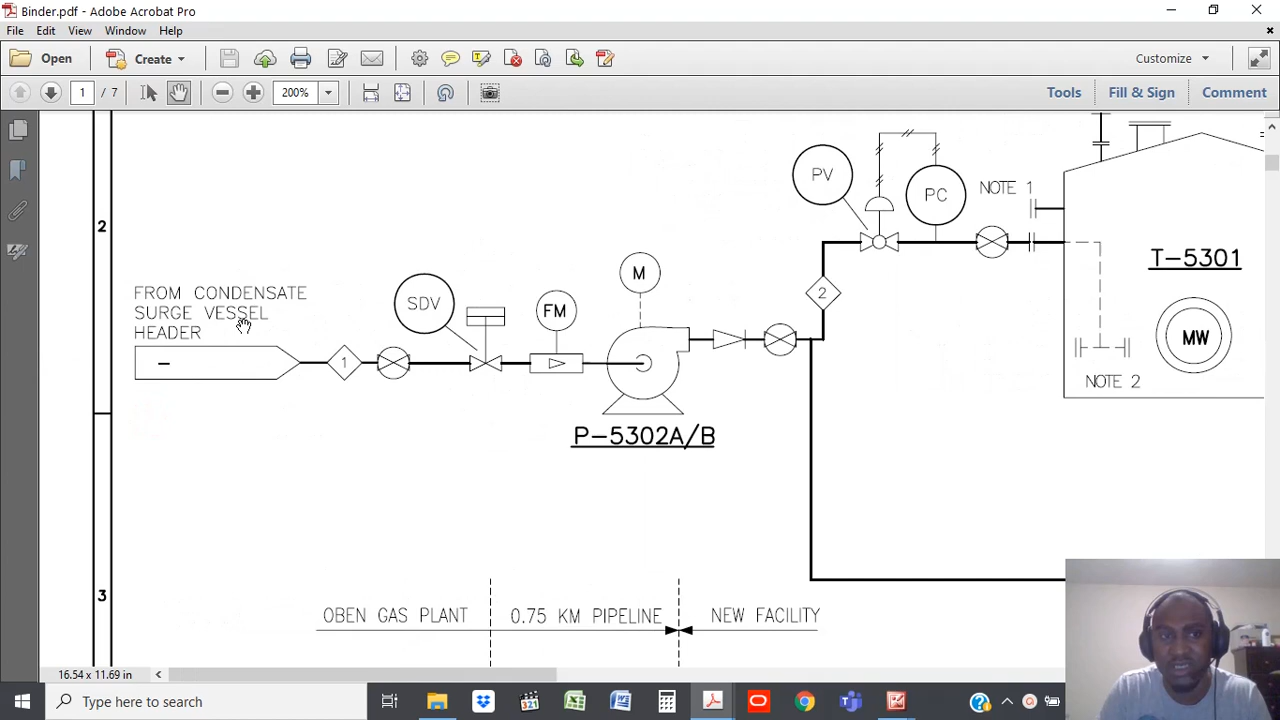 Binder.pdf - Adobe Acrobat Pro
File Edit View Window Help
Open Create Customize
1 / 7 200% Tools Fill & Sign Comment
2
PV
PC
NOTE 1
T-5301
MW
NOTE 2
2
FROM CONDENSATE
SURGE VESSEL
HEADER
SDV
FM
M
1
P-5302A/B
3
OBEN GAS PLANT 0.75 KM PIPELINE NEW FACILITY
16.54 x 11.69 in
Type here to search